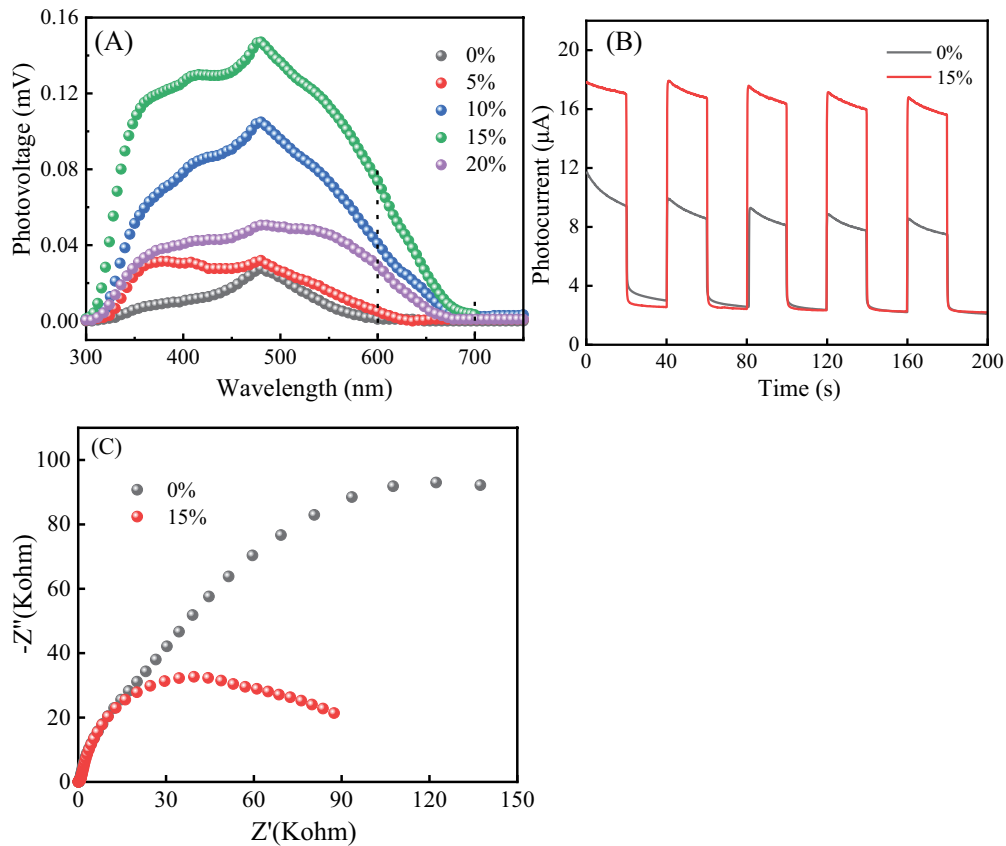 (A)
0%
5%
10%
15%
20%
Photovoltage (mV)
0.16
0.12
0.08
0.04
0.00
300 400 500 600 700
Wavelength (nm)
(B)
0%
15%
Photocurrent (μA)
20
16
12
8
4
0
0 40 80 120 160 200
Time (s)
(C)
0%
15%
-Z''(Kohm)
100
80
60
40
20
0
0 30 60 90 120 150
Z'(Kohm)